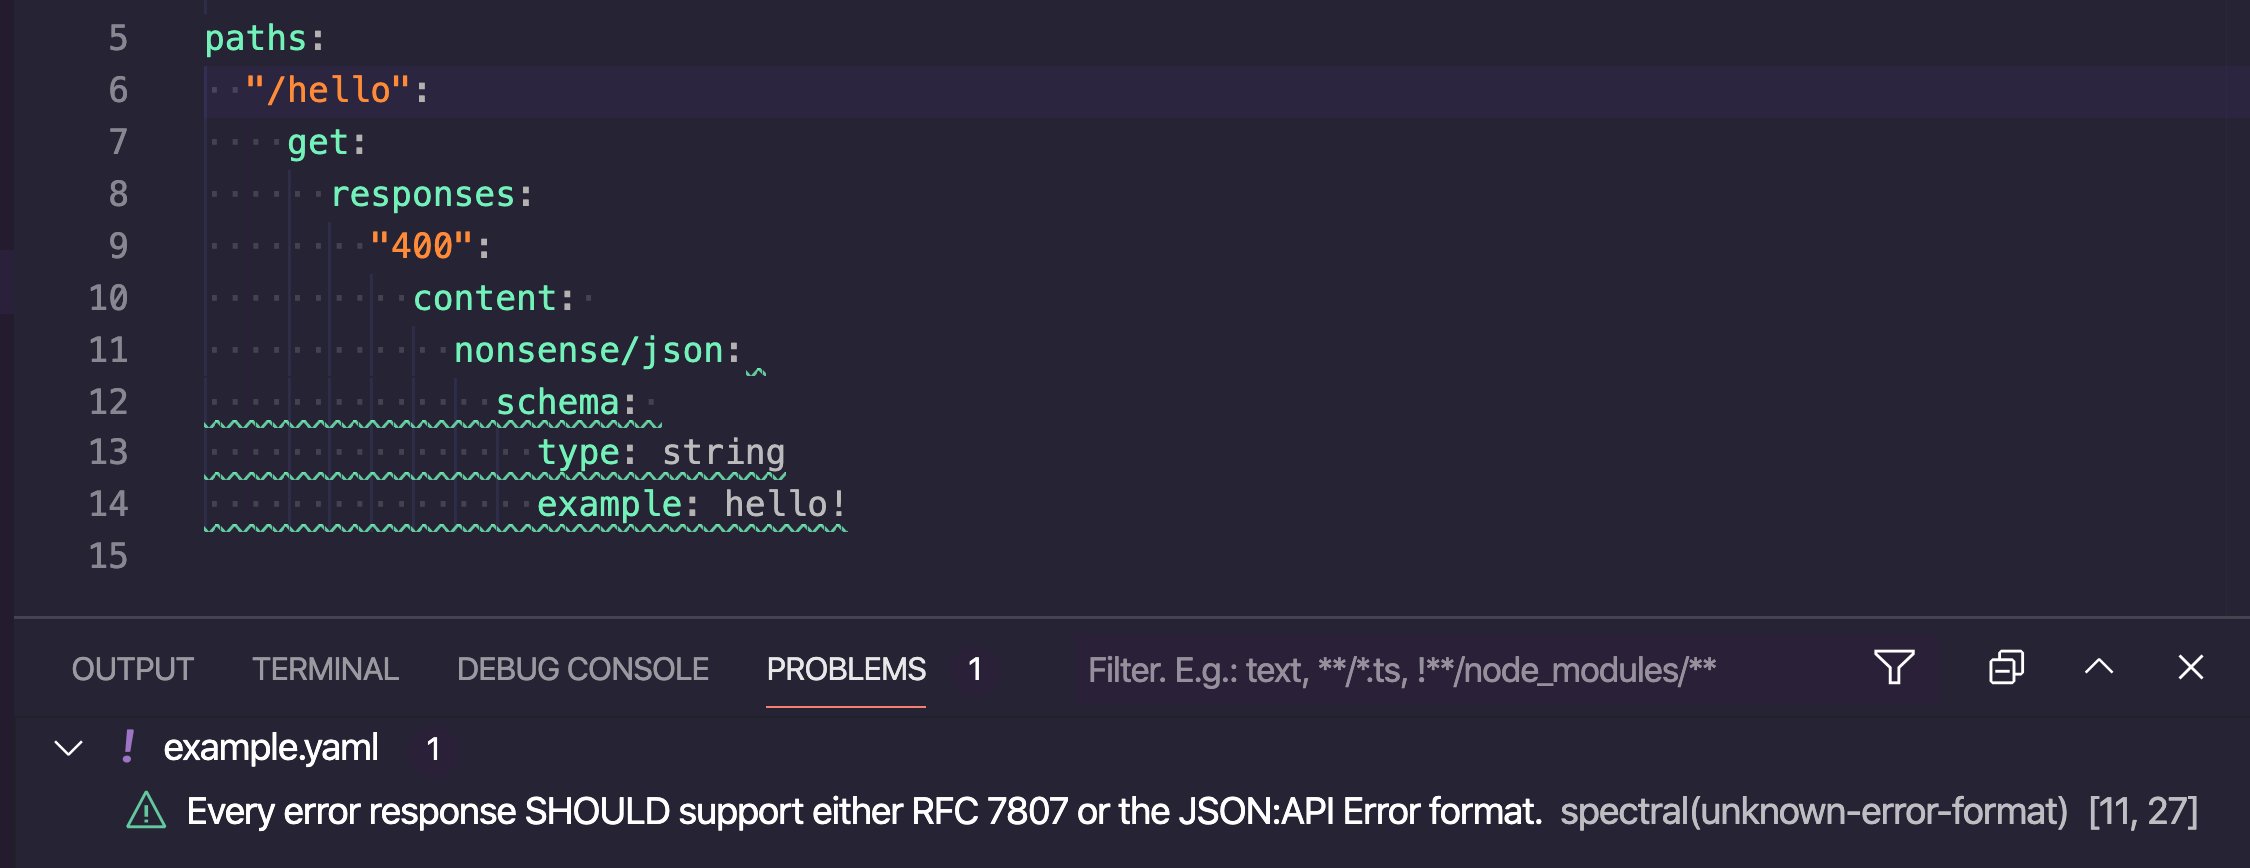 5 paths:
6   "/hello":
7     get:
8       responses:
9         "400":
10           content:
11             nonsense/json:
12               schema:
13                 type: string
14                 example: hello!
15
OUTPUT TERMINAL DEBUG CONSOLE PROBLEMS 1 Filter. E.g.: text, **/*.ts, !**/node_modules/**
! example.yaml 1
Every error response SHOULD support either RFC 7807 or the JSON:API Error format. spectral(unknown-error-format) [11, 27]